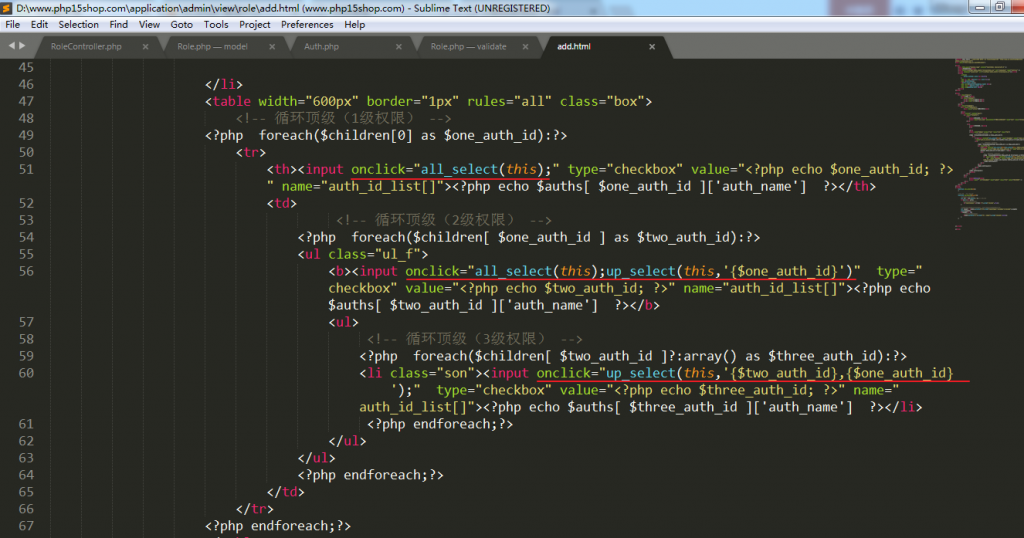 D:\www.php15shop.com\application\admin\view\role\add.html (www.php15shop.com) - Sublime Text (UNREGISTERED)
File Edit Selection Find View Goto Tools Project Preferences Help
RoleController.php × Role.php — model × Auth.php × Role.php — validate × add.html ×
45
46 </li>
47 <table width="600px" border="1px" rules="all" class="box">
48 <!-- 循环顶级（1级权限） -->
49 <?php  foreach($children[0] as $one_auth_id):?>
50 <tr>
51 <th><input onclick="all_select(this);" type="checkbox" value="<?php echo $one_auth_id; ?>
" name="auth_id_list[]"><?php echo $auths[ $one_auth_id ]['auth_name']  ?></th>
52 <td>
53 <!-- 循环顶级（2级权限） -->
54 <?php  foreach($children[ $one_auth_id ] as $two_auth_id):?>
55 <ul class="ul_f">
56 <b><input onclick="all_select(this);up_select(this,'{$one_auth_id}')"  type="
checkbox" value="<?php echo $two_auth_id; ?>" name="auth_id_list[]"><?php echo
$auths[ $two_auth_id ]['auth_name']  ?></b>
57 <ul>
58 <!-- 循环顶级（3级权限） -->
59 <?php  foreach($children[ $two_auth_id ]?:array() as $three_auth_id):?>
60 <li class="son"><input onclick="up_select(this,'{$two_auth_id},{$one_auth_id}
');"  type="checkbox" value="<?php echo $three_auth_id; ?>" name="
auth_id_list[]"><?php echo $auths[ $three_auth_id ]['auth_name']  ?></li>
61 <?php endforeach;?>
62 </ul>
63 </ul>
64 <?php endforeach;?>
65 </td>
66 </tr>
67 <?php endforeach;?>